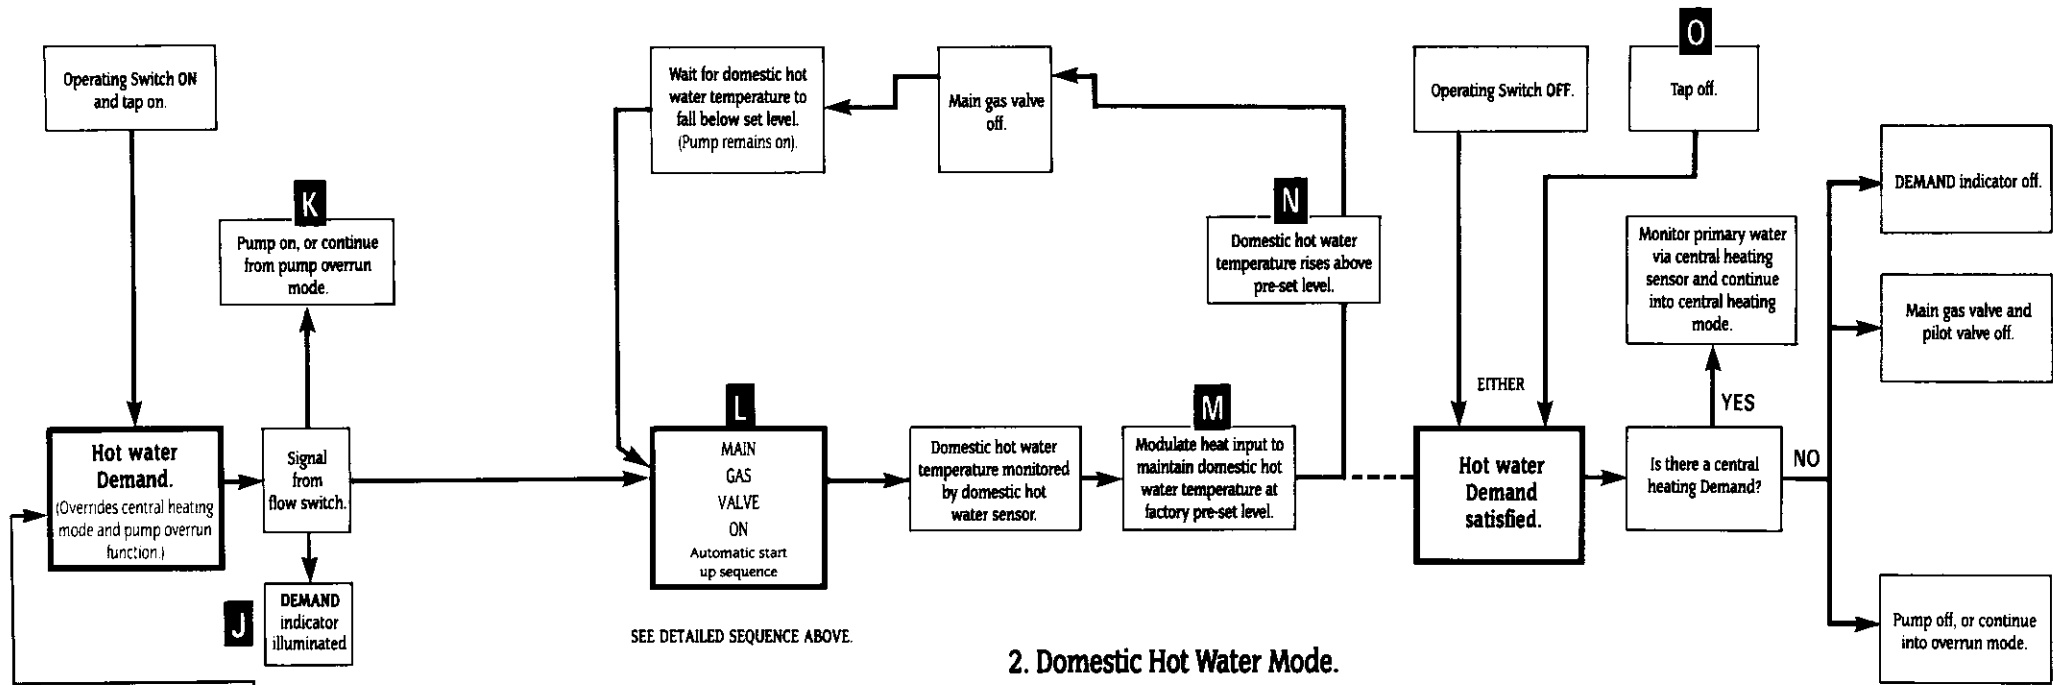 Operating Switch ON
and tap on.
K
Pump on, or continue
from pump overrun
mode.
Hot water
Demand.
(Overrides central heating
mode and pump overrun
function.)
Signal
from
flow switch.
J
DEMAND
indicator
illuminated
Wait for domestic hot
water temperature to
fall below set level.
(Pump remains on).
Main gas valve
off.
L
MAIN
GAS
VALVE
ON
Automatic start
up sequence
SEE DETAILED SEQUENCE ABOVE.
Domestic hot water
temperature monitored
by domestic hot
water sensor.
M
Modulate heat input to
maintain domestic hot
water temperature at
factory pre-set level.
N
Domestic hot water
temperature rises above
pre-set level.
Operating Switch OFF.
O
Tap off.
EITHER
Hot water
Demand
satisfied.
Is there a central
heating Demand?
YES
Monitor primary water
via central heating
sensor and continue
into central heating
mode.
NO
DEMAND indicator off.
Main gas valve and
pilot valve off.
Pump off, or continue
into overrun mode.
2. Domestic Hot Water Mode.